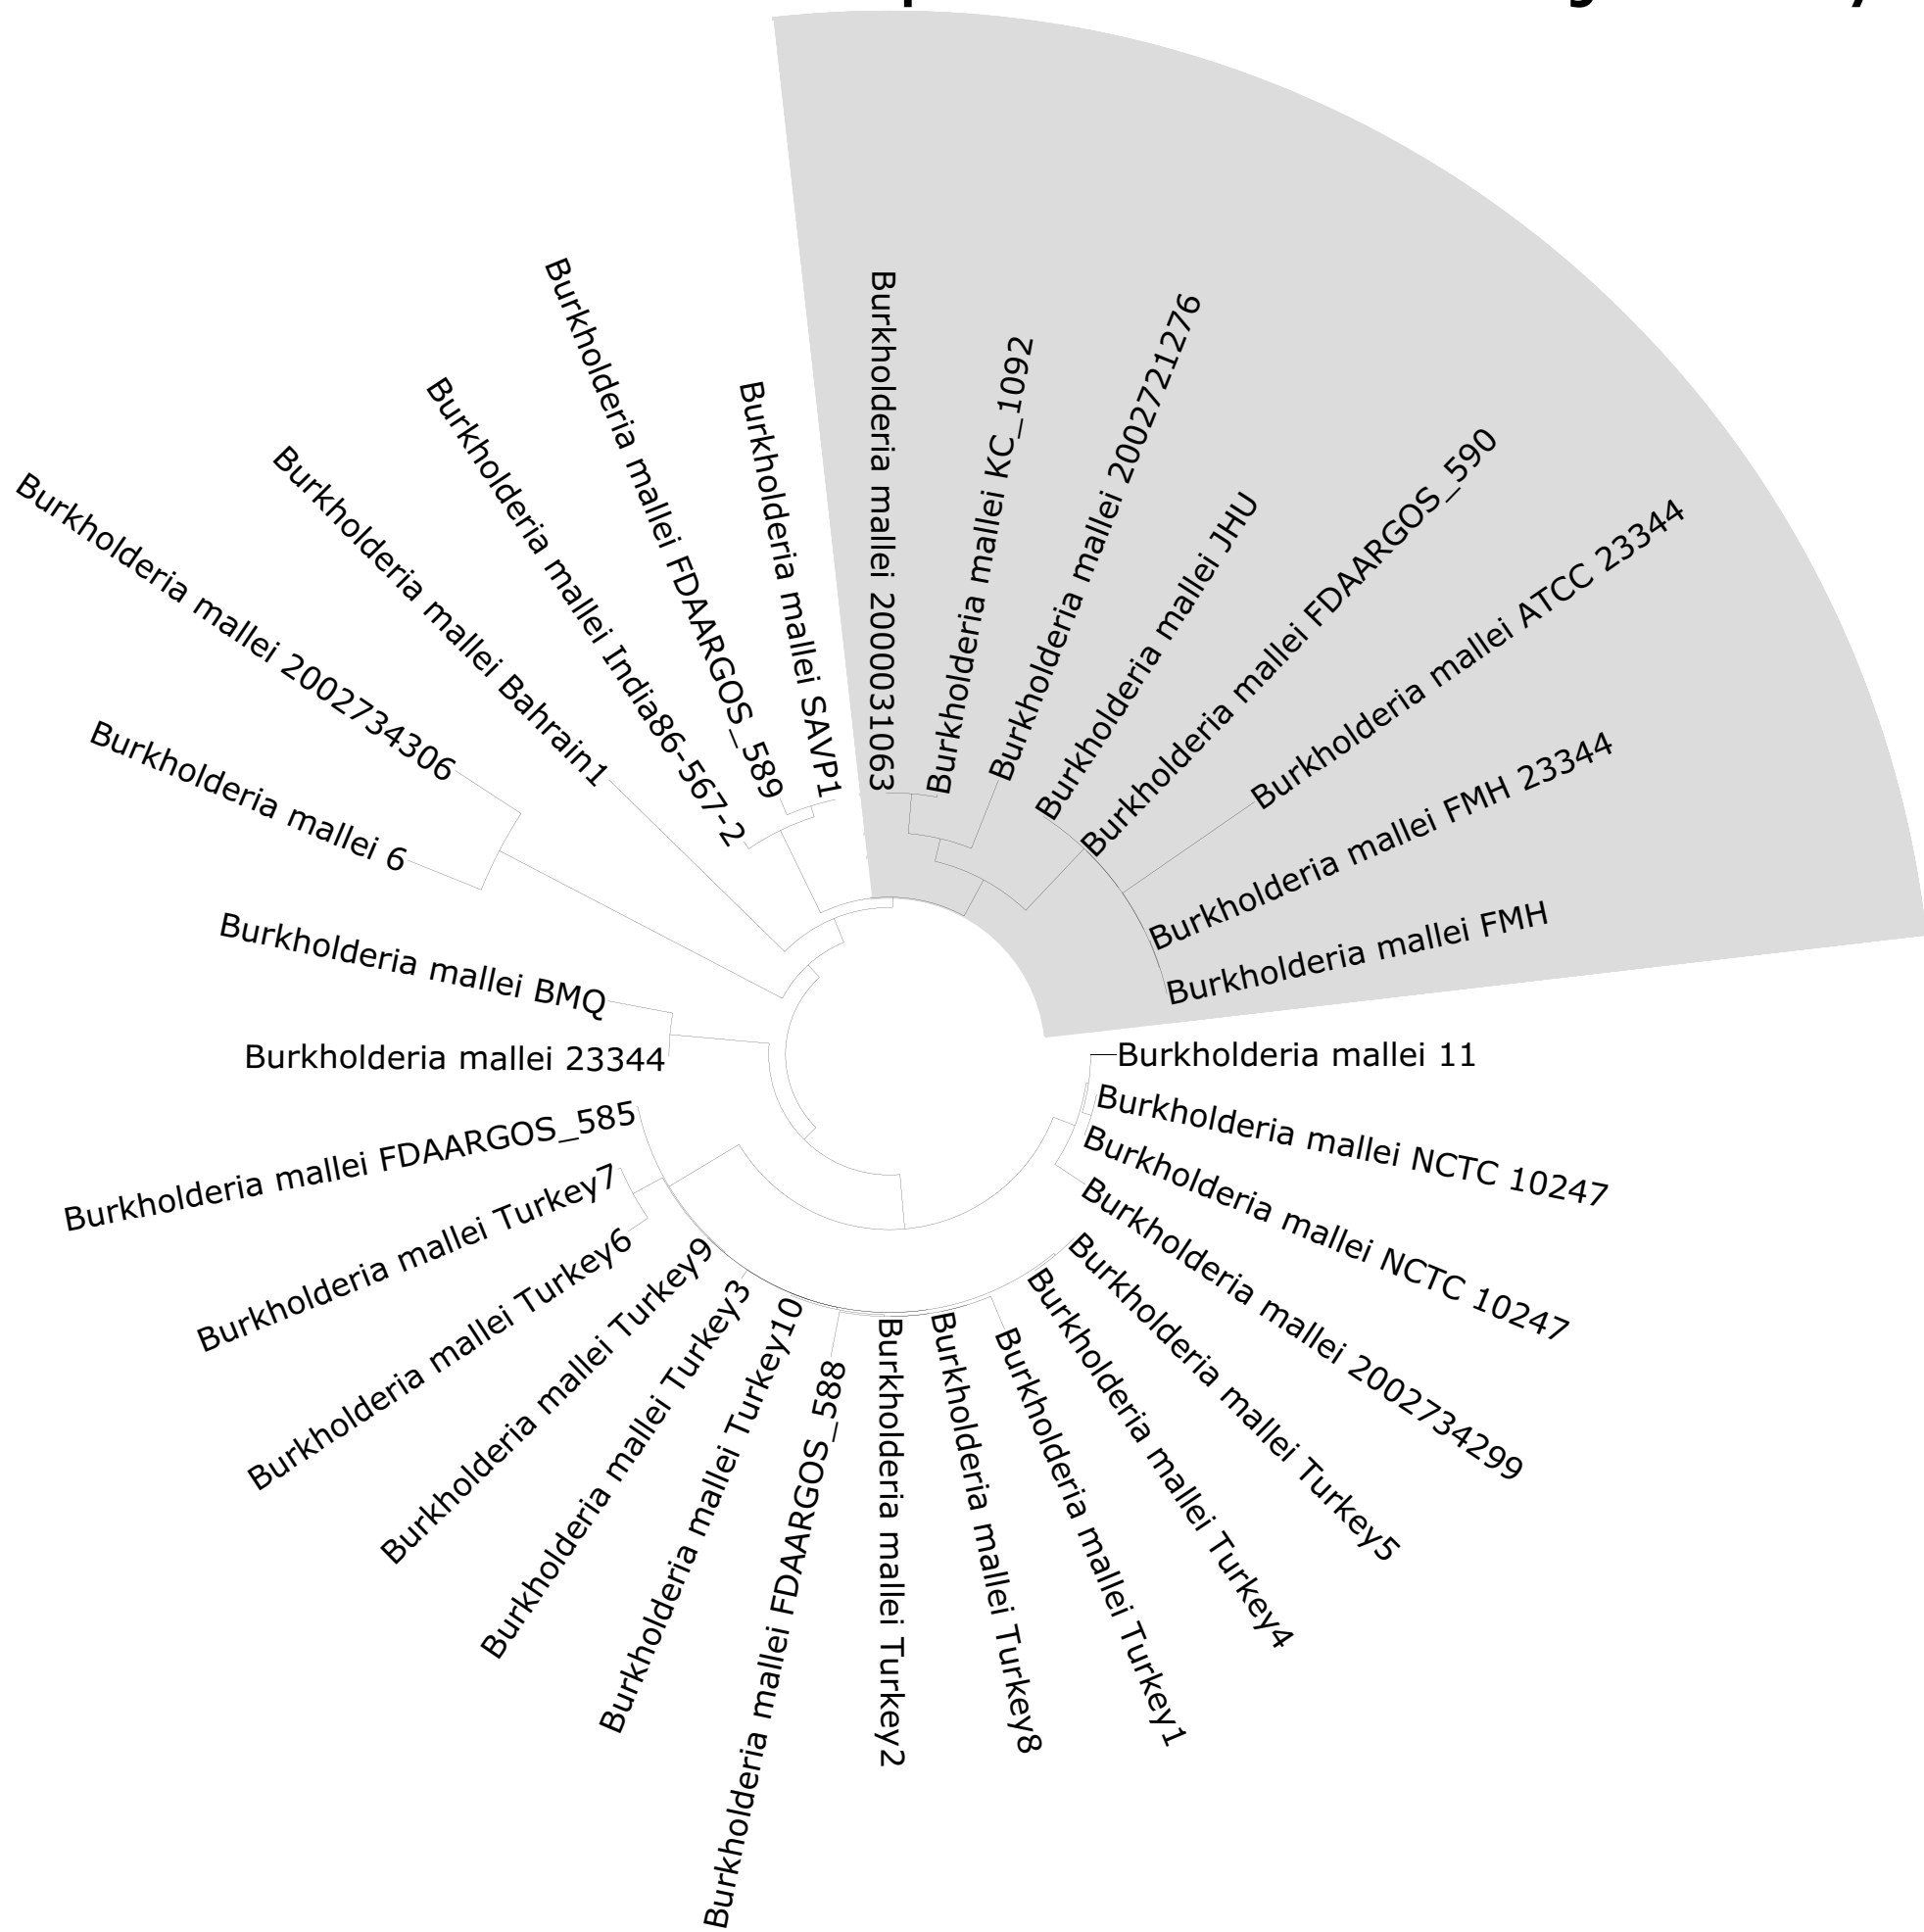 Burkholderia mallei 2000031063
Burkholderia mallei KC_1092
Burkholderia mallei 2002721276
Burkholderia mallei JHU
Burkholderia mallei FDAARGOS_590
Burkholderia mallei ATCC 23344
Burkholderia mallei FMH 23344
Burkholderia mallei FMH
Burkholderia mallei 11
Burkholderia mallei NCTC 10247
Burkholderia mallei NCTC 10247
Burkholderia mallei 2002734299
Burkholderia mallei Turkey5
Burkholderia mallei Turkey4
Burkholderia mallei Turkey1
Burkholderia mallei Turkey8
Burkholderia mallei Turkey2
Burkholderia mallei FDAARGOS_588
Burkholderia mallei Turkey10
Burkholderia mallei Turkey3
Burkholderia mallei Turkey9
Burkholderia mallei Turkey6
Burkholderia mallei Turkey7
Burkholderia mallei FDAARGOS_585
Burkholderia mallei 23344
Burkholderia mallei BMQ
Burkholderia mallei 6
Burkholderia mallei 2002734306
Burkholderia mallei Bahrain1
Burkholderia mallei India86-567-2
Burkholderia mallei FDAARGOS_589
Burkholderia mallei SAVP1